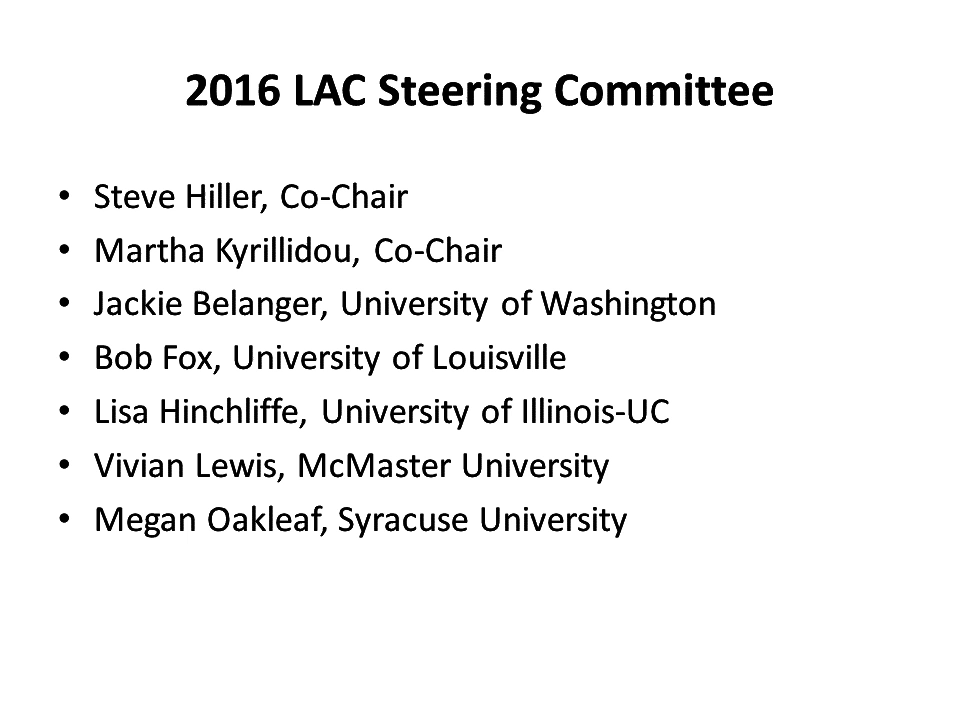 2016 LAC Steering Committee
• Steve Hiller, Co-Chair
• Martha Kyrillidou, Co-Chair
• Jackie Belanger, University of Washington
• Bob Fox, University of Louisville
• Lisa Hinchliffe, University of Illinois-UC
• Vivian Lewis, McMaster University
• Megan Oakleaf, Syracuse University